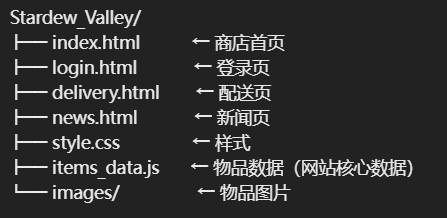 Stardew_Valley/
├── index.html ← 商店首页
├── login.html ← 登录页
├── delivery.html ← 配送页
├── news.html ← 新闻页
├── style.css ← 样式
├── items_data.js ← 物品数据（网站核心数据）
└── images/ ← 物品图片